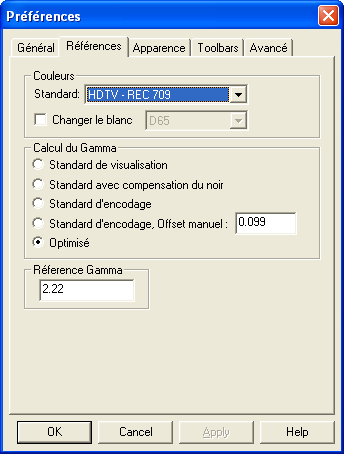 Préférences
Général Références Apparence Toolbars Avancé
Couleurs
Standard: HDTV - REC 709
Changer le blanc D65
Calcul du Gamma
Standard de visualisation
Standard avec compensation du noir
Standard d'encodage
Standard d'encodage, Offset manuel : 0.099
Optimisé
Réference Gamma
2.22
OK Cancel Apply Help